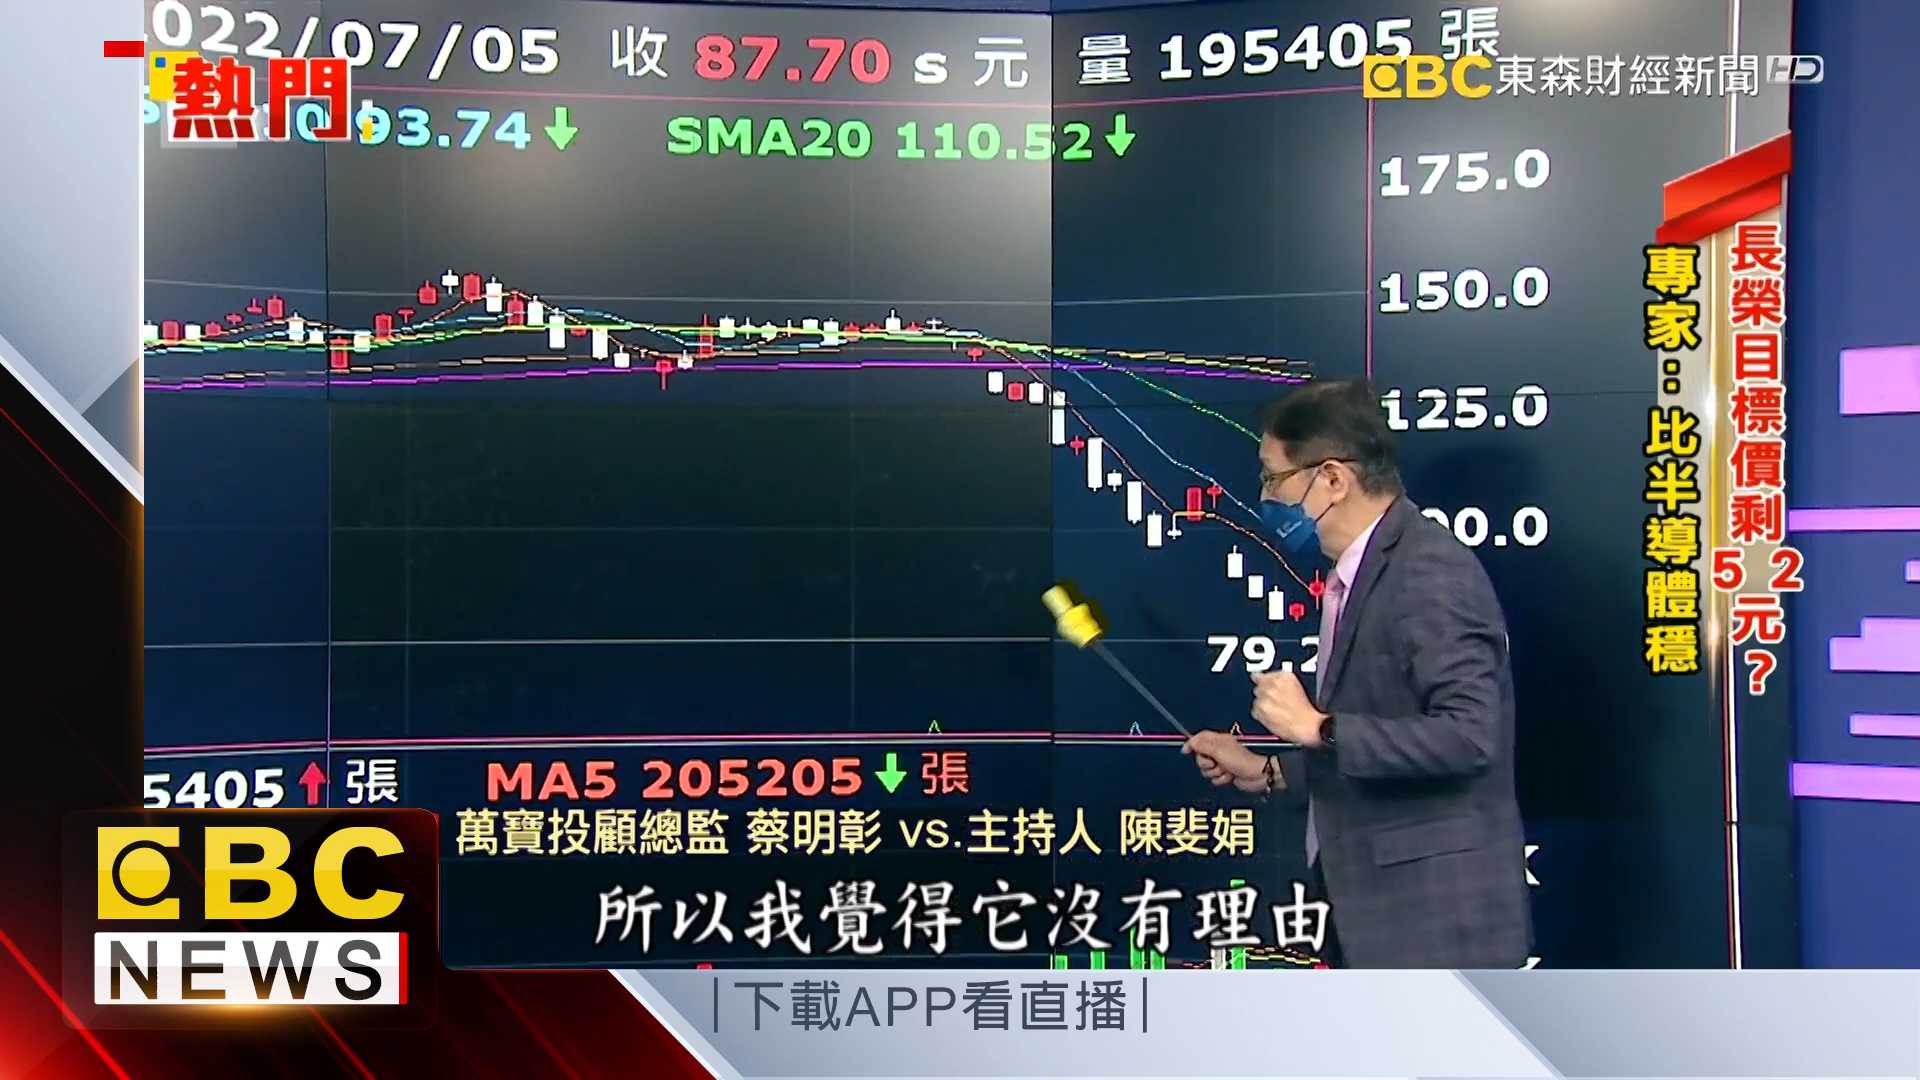 022/07/05 收 87.70 s 元 量 195405 張
熱門
EBC 東森財經新聞 HD
93.74↓ SMA20 110.52↓
175.0
150.0
125.0
00.0
79.2
長榮目標價剩52元?
專家:比半導體穩
5405↑ 張 MA5 205205↓ 張
萬寶投顧總監 蔡明彰 vs.主持人 陳斐娟
所以我覺得它沒有理由
EBC
NEWS
|下載APP看直播|